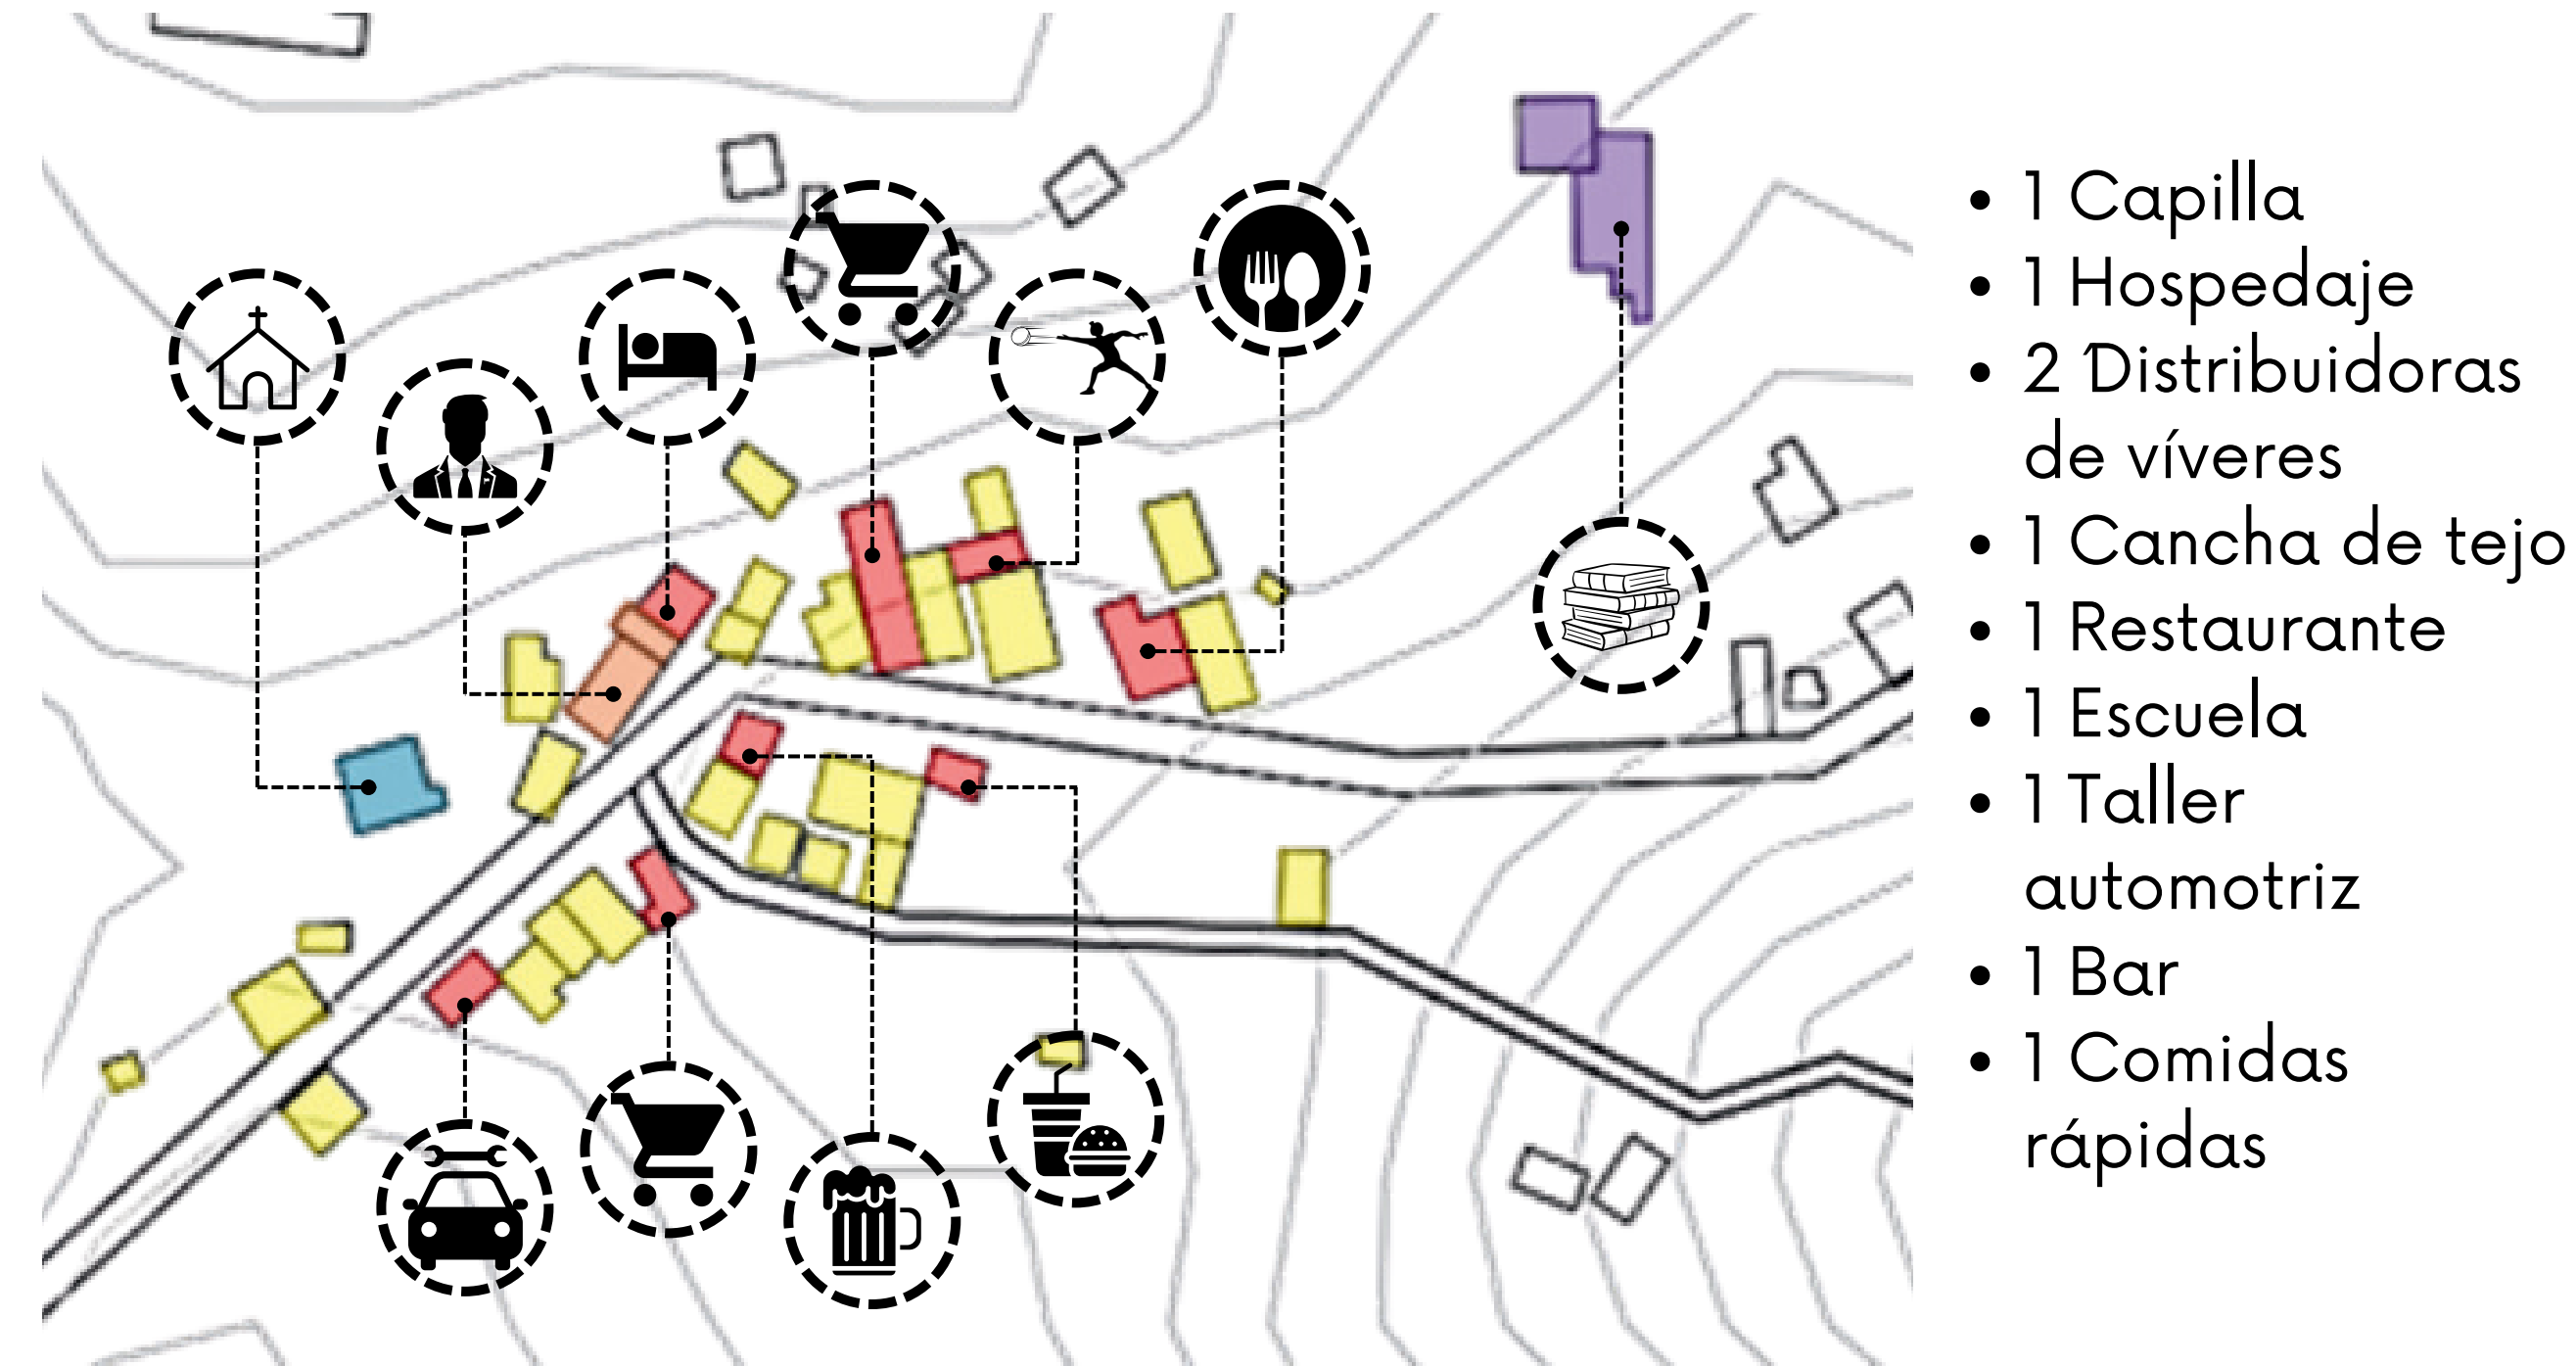 • 1 Capilla
• 1 Hospedaje
• 2 Distribuidoras
de víveres
• 1 Cancha de tejo
• 1 Restaurante
• 1 Escuela
• 1 Taller
automotriz
• 1 Bar
• 1 Comidas
rápidas